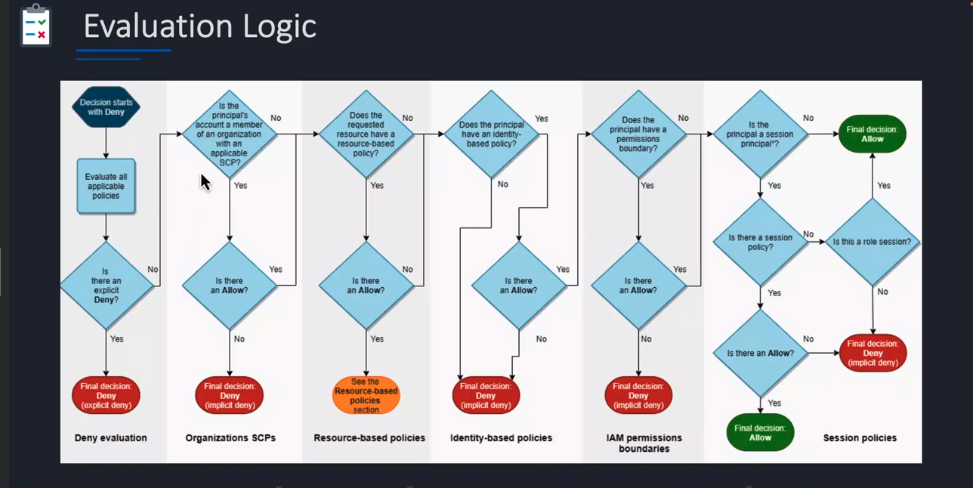 Evaluation Logic
Decision starts
with Deny
Evaluate all
applicable
policies
Is
there an
explicit
Deny?
No
Yes
Final decision:
Deny
(explicit deny)
Deny evaluation
Is the
principal's
account a member
of an organization
with an
applicable
SCP?
No
Yes
Is there
an Allow?
Yes
No
Final decision:
Deny
(implicit deny)
Organizations SCPs
Does the
requested
resource have a
resource-based
policy?
No
Yes
Is there
an Allow?
No
Yes
See the
Resource-based
policies
section
Resource-based policies
Does the principal
have an identity-
based policy?
Yes
No
Is there
an Allow?
Yes
No
Final decision:
Deny
(implicit deny)
Identity-based policies
Does the
principal have a
permissions
boundary?
No
Yes
Is there
an Allow?
Yes
No
Final decision:
Deny
(implicit deny)
IAM permissions
boundaries
Is the
principal a session
principal*?
No
Final decision:
Allow
Yes
Yes
Is there a session
policy?
No
Is this a role session?
Yes
No
Is there an Allow?
No
Final decision:
Deny
(implicit deny)
Yes
Final decision:
Allow
Session policies